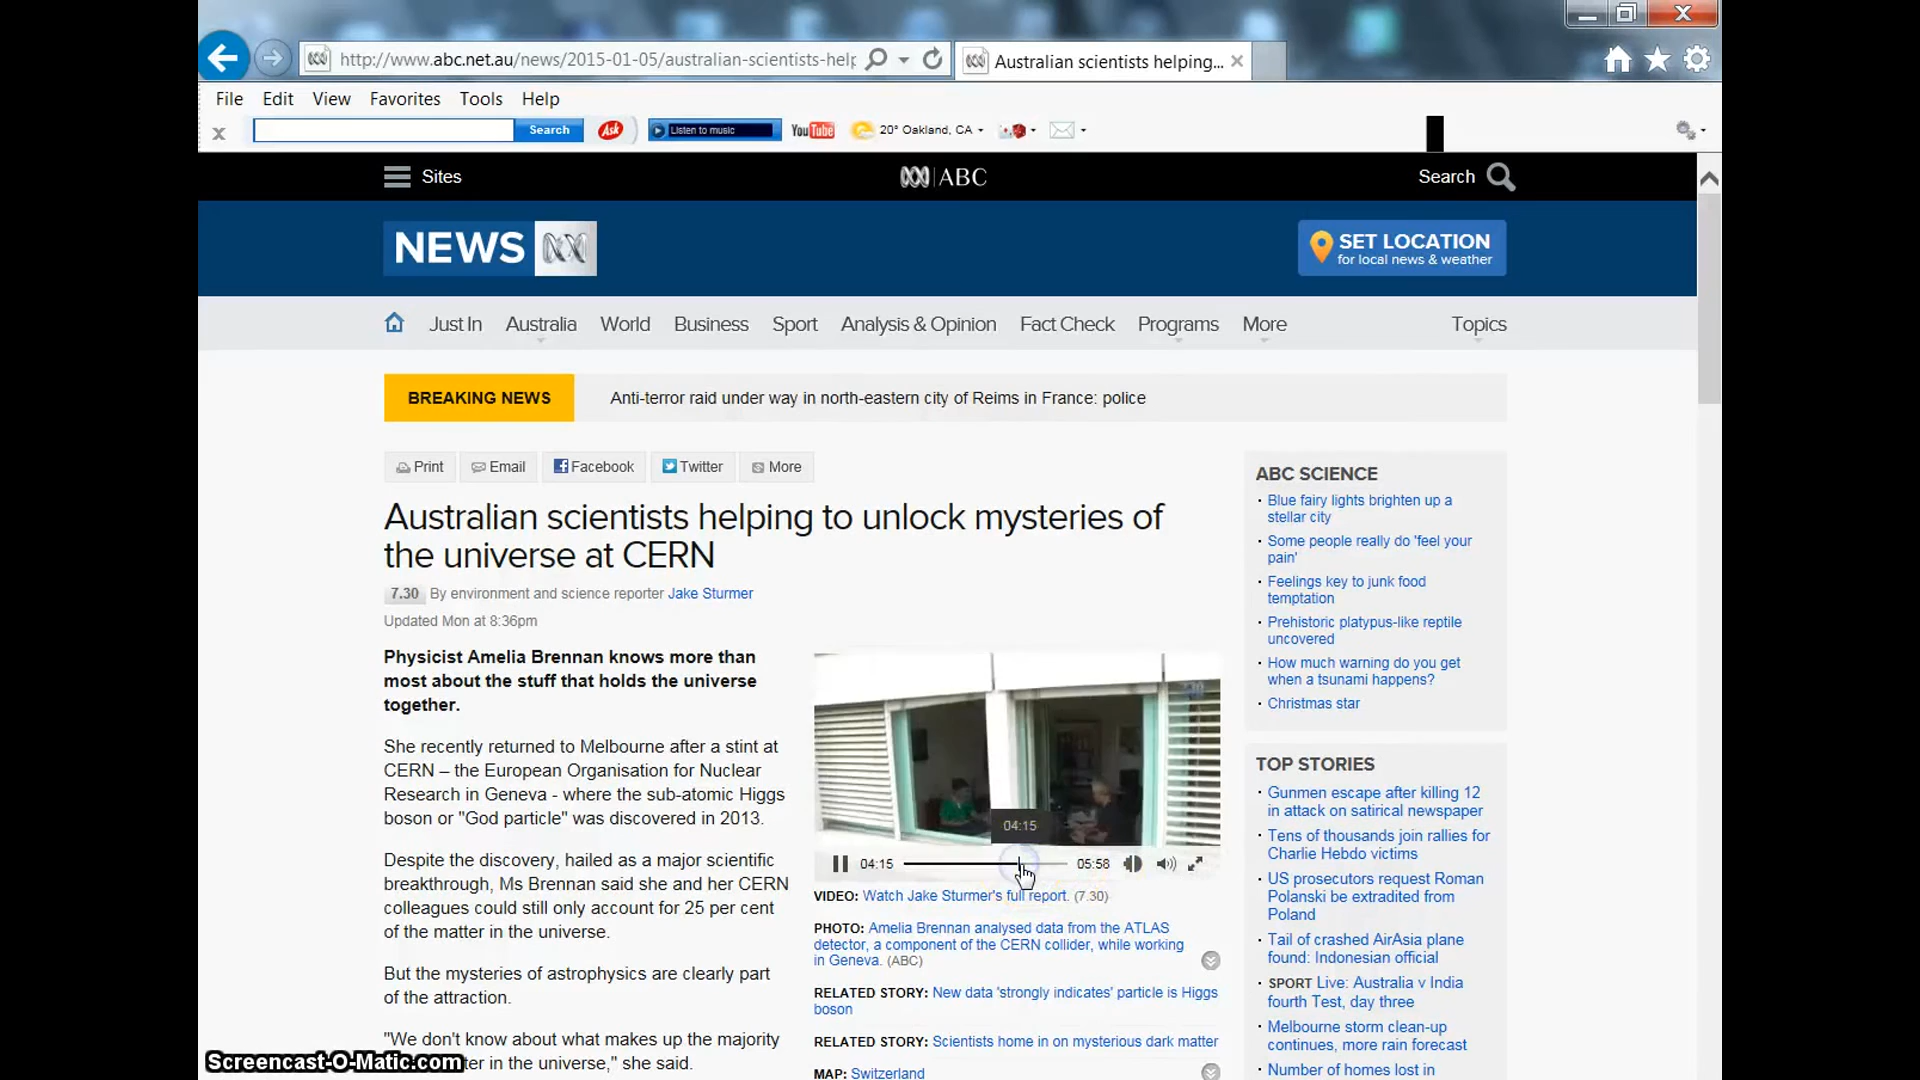 http://www.abc.net.au/news/2015-01-05/australian-scientists-help
Australian scientists helping...
File Edit View Favorites Tools Help
Search Ask Listen to music YouTube 20° Oakland, CA
Sites ABC Search
NEWS
SET LOCATION
for local news & weather
Just In Australia World Business Sport Analysis & Opinion Fact Check Programs More Topics
BREAKING NEWS Anti-terror raid under way in north-eastern city of Reims in France: police
Print Email Facebook Twitter More
Australian scientists helping to unlock mysteries of
the universe at CERN
7.30 By environment and science reporter Jake Sturmer
Updated Mon at 8:36pm
Physicist Amelia Brennan knows more than
most about the stuff that holds the universe
together.
She recently returned to Melbourne after a stint at
CERN – the European Organisation for Nuclear
Research in Geneva - where the sub-atomic Higgs
boson or "God particle" was discovered in 2013.
Despite the discovery, hailed as a major scientific
breakthrough, Ms Brennan said she and her CERN
colleagues could still only account for 25 per cent
of the matter in the universe.
But the mysteries of astrophysics are clearly part
of the attraction.
"We don't know about what makes up the majority
ter in the universe," she said.
04:15
04:15 05:58
VIDEO: Watch Jake Sturmer's full report. (7.30)
PHOTO: Amelia Brennan analysed data from the ATLAS
detector, a component of the CERN collider, while working
in Geneva. (ABC)
RELATED STORY: New data 'strongly indicates' particle is Higgs
boson
RELATED STORY: Scientists home in on mysterious dark matter
MAP: Switzerland
ABC SCIENCE
Blue fairy lights brighten up a
stellar city
Some people really do 'feel your
pain'
Feelings key to junk food
temptation
Prehistoric platypus-like reptile
uncovered
How much warning do you get
when a tsunami happens?
Christmas star
TOP STORIES
Gunmen escape after killing 12
in attack on satirical newspaper
Tens of thousands join rallies for
Charlie Hebdo victims
US prosecutors request Roman
Polanski be extradited from
Poland
Tail of crashed AirAsia plane
found: Indonesian official
SPORT Live: Australia v India
fourth Test, day three
Melbourne storm clean-up
continues, more rain forecast
Number of homes lost in
Screencast-O-Matic.com